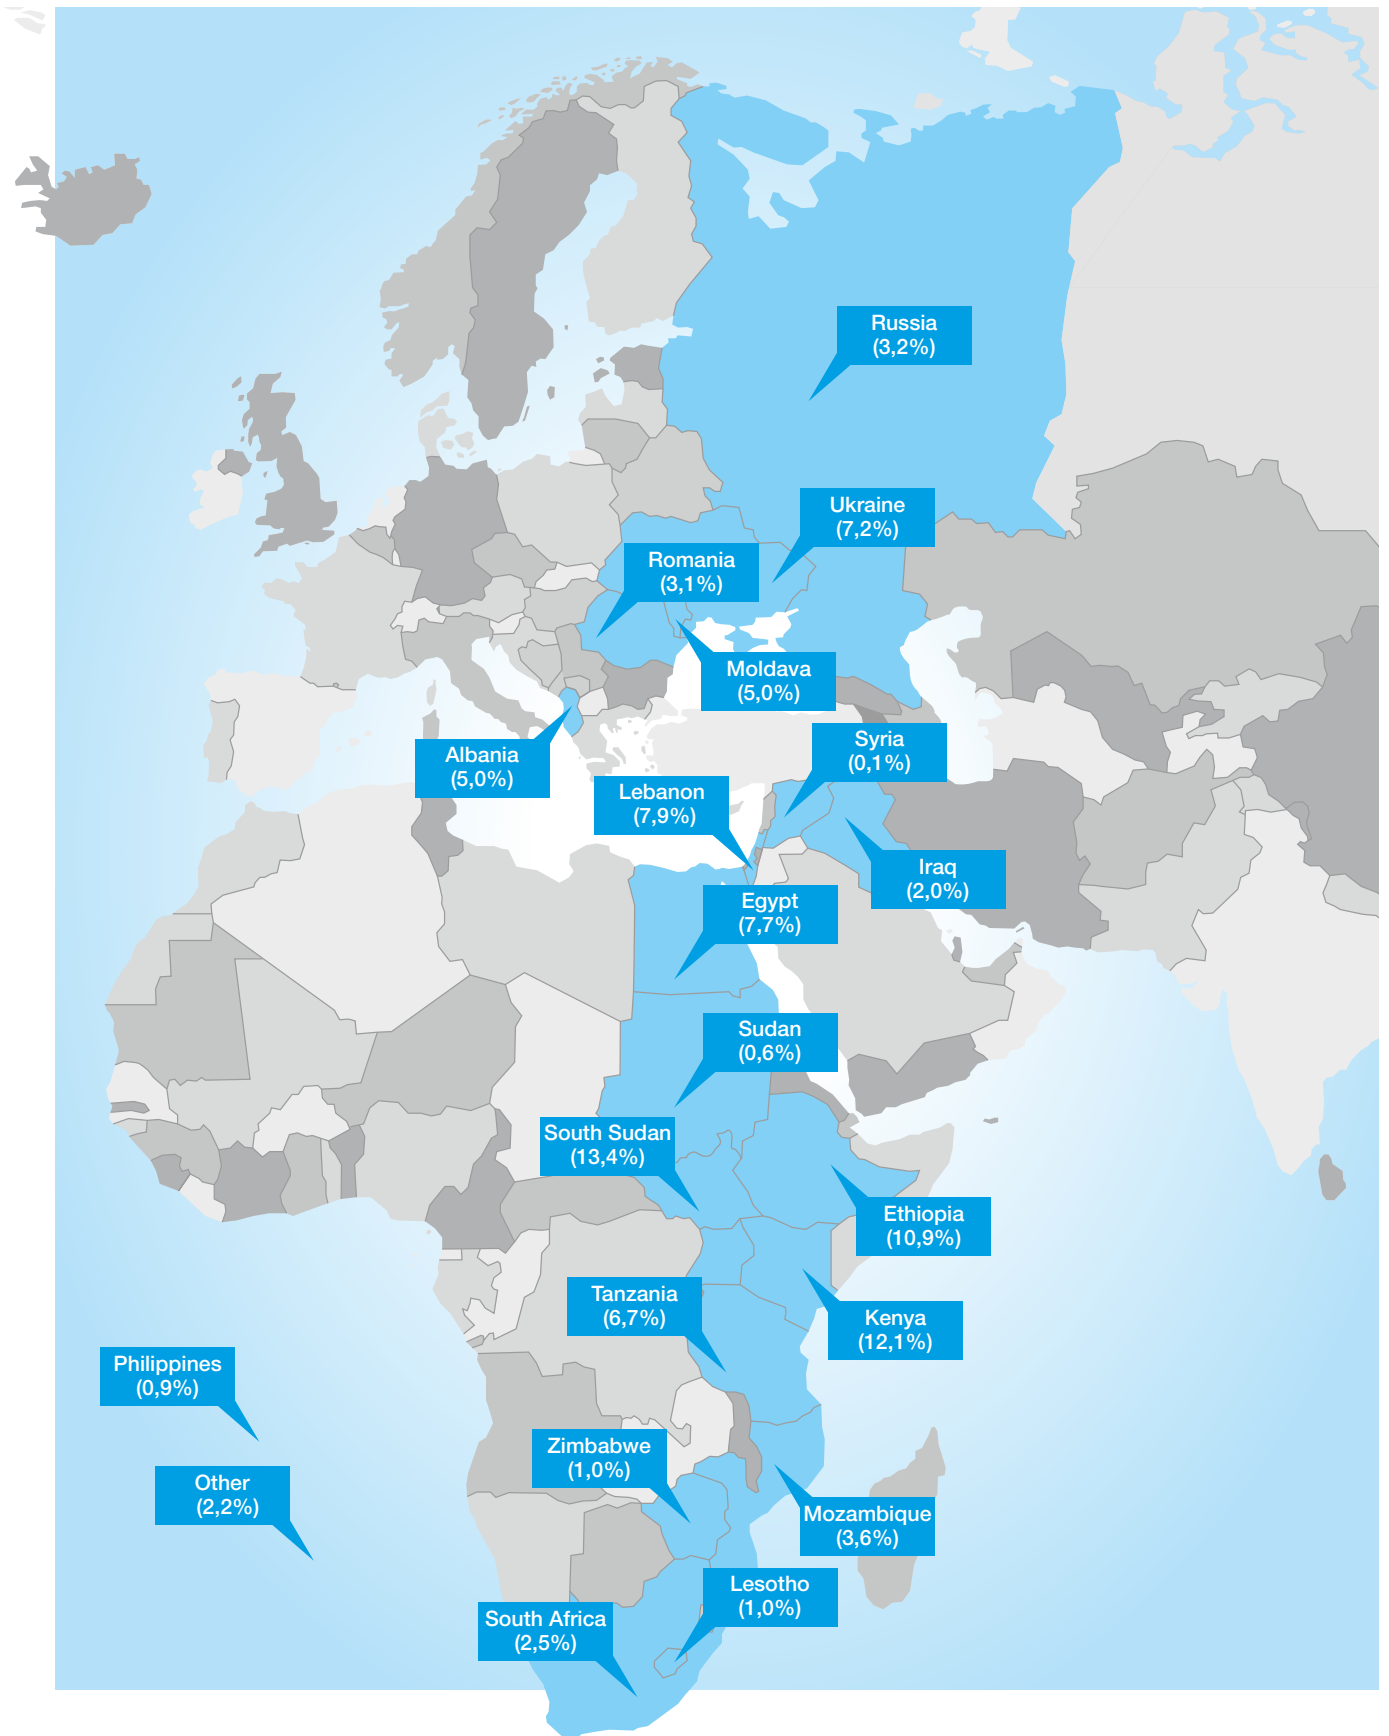 Russia
(3,2%)
Ukraine
(7,2%)
Romania
(3,1%)
Moldava
(5,0%)
Albania
(5,0%)
Syria
(0,1%)
Lebanon
(7,9%)
Iraq
(2,0%)
Egypt
(7,7%)
Sudan
(0,6%)
South Sudan
(13,4%)
Ethiopia
(10,9%)
Tanzania
(6,7%)
Kenya
(12,1%)
Philippines
(0,9%)
Zimbabwe
(1,0%)
Other
(2,2%)
Mozambique
(3,6%)
Lesotho
(1,0%)
South Africa
(2,5%)